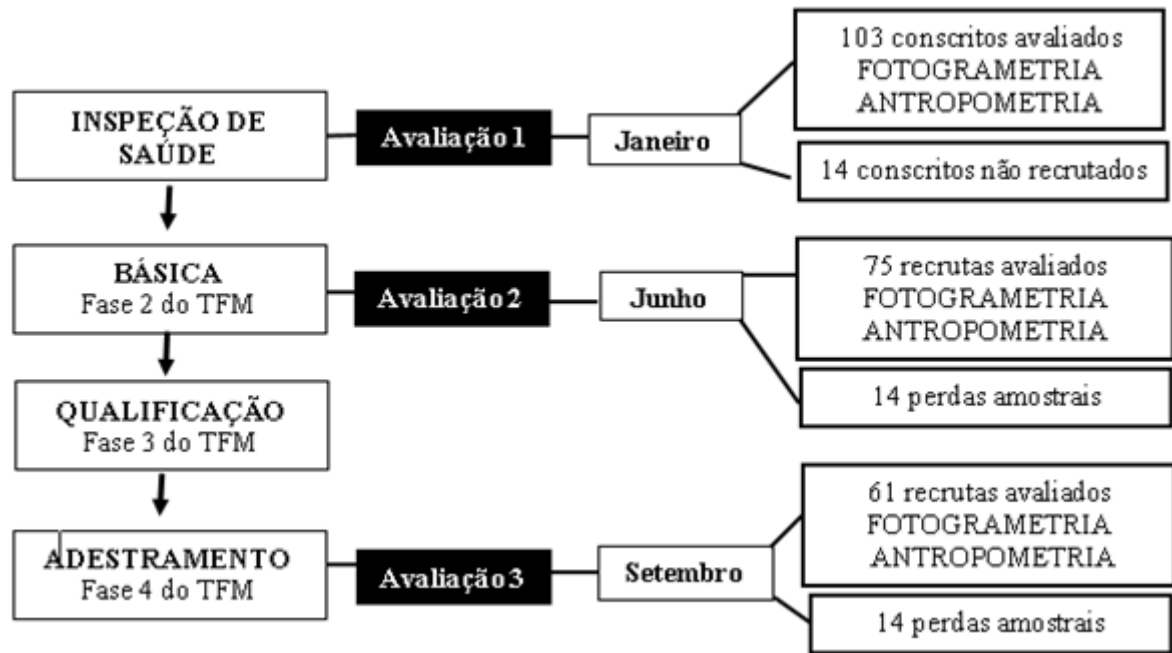 INSPEÇÃO DE
SAÚDE
Avaliação 1
Janeiro
103 conscritos avaliados
FOTOGRAMETRIA
ANTROPOMETRIA
14 conscritos não recrutados
BÁSICA
Fase 2 do TFM
Avaliação 2
Junho
75 recrutas avaliados
FOTOGRAMETRIA
ANTROPOMETRIA
14 perdas amostrais
QUALIFICAÇÃO
Fase 3 do TFM
ADESTRAMENTO
Fase 4 do TFM
Avaliação 3
Setembro
61 recrutas avaliados
FOTOGRAMETRIA
ANTROPOMETRIA
14 perdas amostrais